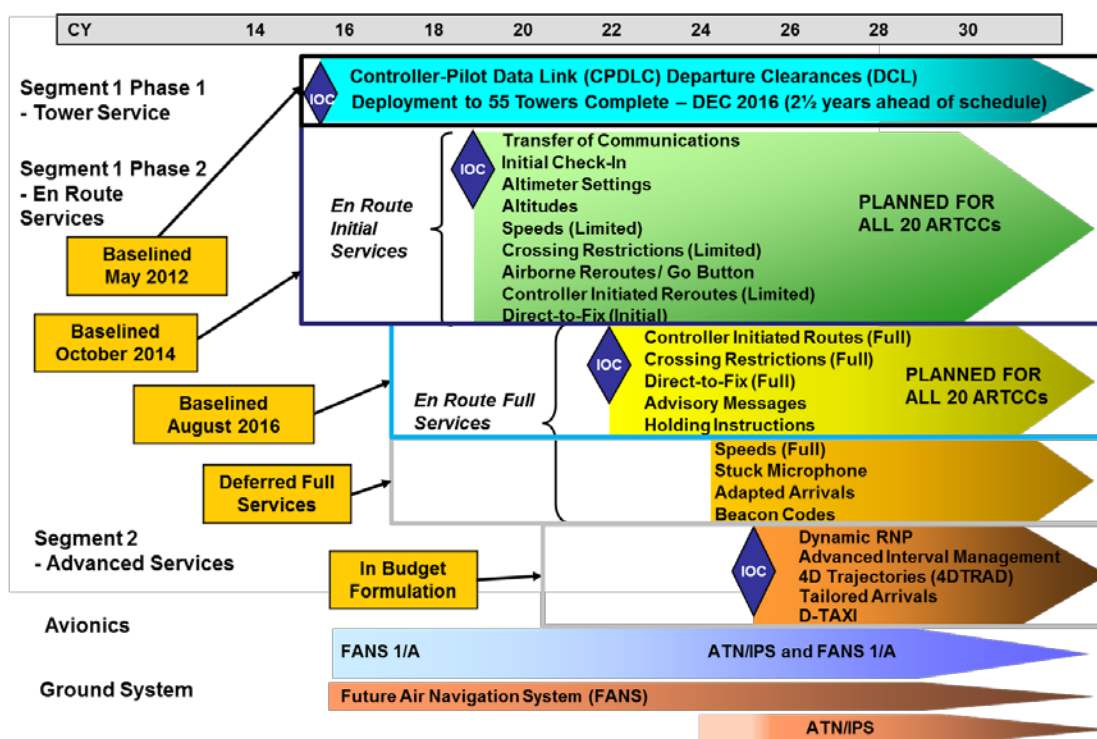 CY 14 16 18 20 22 24 26 28 30
Segment 1 Phase 1
- Tower Service
IOC
Controller-Pilot Data Link (CPDLC) Departure Clearances (DCL)
Deployment to 55 Towers Complete – DEC 2016 (2½ years ahead of schedule)
Segment 1 Phase 2
- En Route
Services
Baselined
May 2012
Baselined
October 2014
En Route
Initial
Services
IOC
Transfer of Communications
Initial Check-In
Altimeter Settings
Altitudes
Speeds (Limited)
Crossing Restrictions (Limited)
Airborne Reroutes/ Go Button
Controller Initiated Reroutes (Limited)
Direct-to-Fix (Initial)
PLANNED FOR
ALL 20 ARTCCs
Baselined
August 2016
En Route Full
Services
IOC
Controller Initiated Routes (Full)
Crossing Restrictions (Full)
Direct-to-Fix (Full)
Advisory Messages
Holding Instructions
PLANNED FOR
ALL 20 ARTCCs
Deferred Full
Services
Speeds (Full)
Stuck Microphone
Adapted Arrivals
Beacon Codes
Segment 2
- Advanced Services
In Budget
Formulation
IOC
Dynamic RNP
Advanced Interval Management
4D Trajectories (4DTRAD)
Tailored Arrivals
D-TAXI
Avionics
FANS 1/A
ATN/IPS and FANS 1/A
Ground System
Future Air Navigation System (FANS)
ATN/IPS